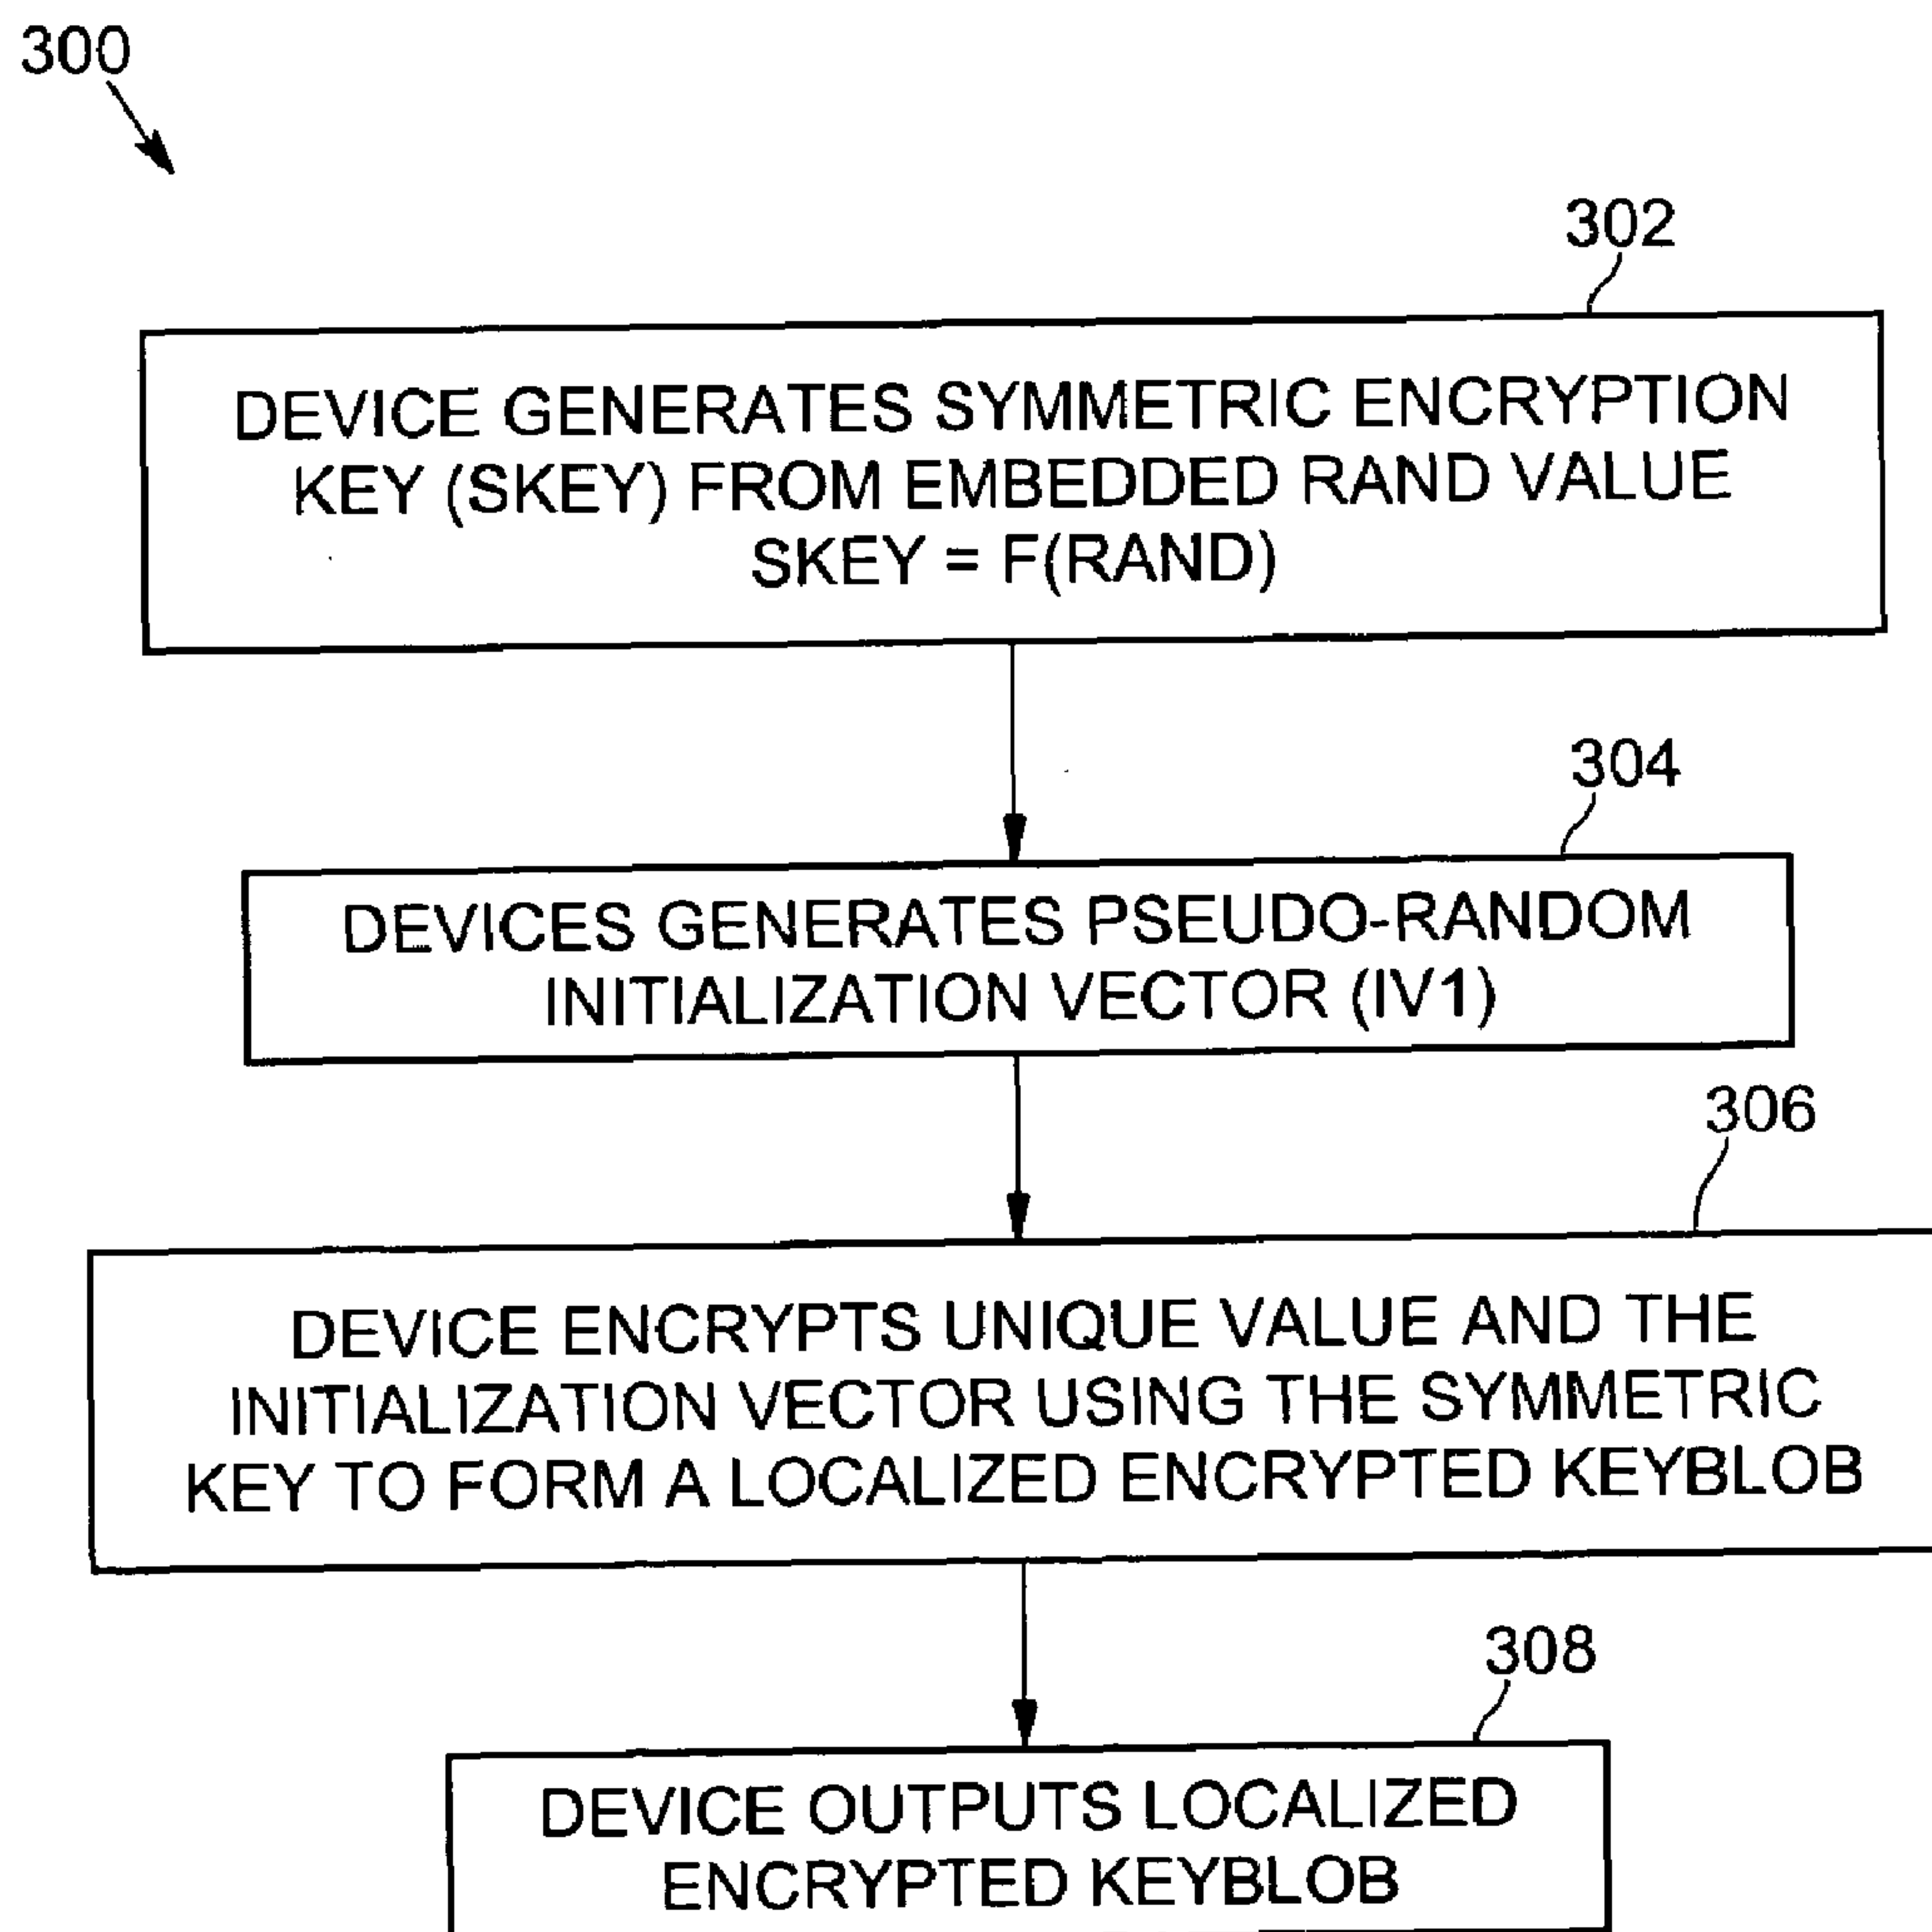 300
302
DEVICE GENERATES SYMMETRIC ENCRYPTION
KEY (SKEY) FROM EMBEDDED RAND VALUE
SKEY = F(RAND)
304
DEVICES GENERATES PSEUDO-RANDOM
INITIALIZATION VECTOR (IV1)
306
DEVICE ENCRYPTS UNIQUE VALUE AND THE
INITIALIZATION VECTOR USING THE SYMMETRIC
KEY TO FORM A LOCALIZED ENCRYPTED KEYBLOB
308
DEVICE OUTPUTS LOCALIZED
ENCRYPTED KEYBLOB